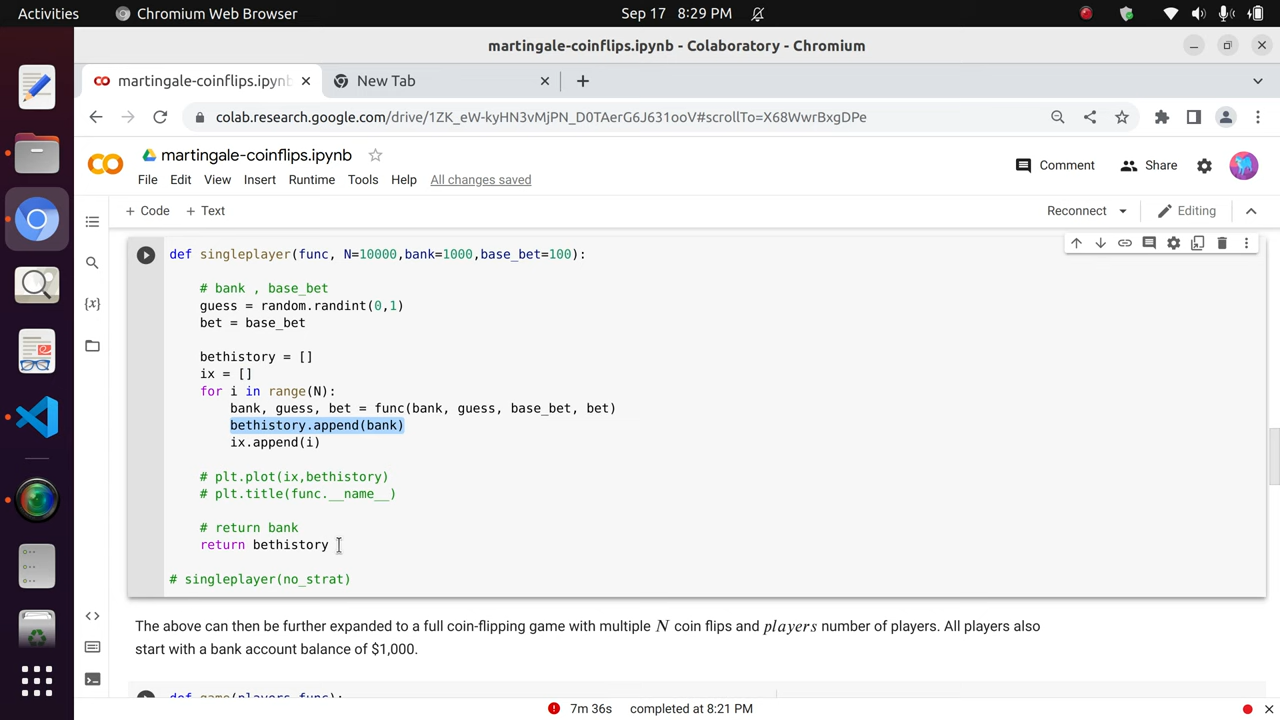 Activities
Chromium Web Browser
Sep 17 8:29 PM
martingale-coinflips.ipynb - Colaboratory - Chromium
martingale-coinflips.ipynb
New Tab
colab.research.google.com/drive/1ZK_eW-kyHN3vMjPN_D0TAerG6J631ooV#scrollTo=X68WwrBxgDPe
martingale-coinflips.ipynb
Comment
Share
File Edit View Insert Runtime Tools Help All changes saved
+ Code + Text
Reconnect
Editing
def singleplayer(func, N=10000,bank=1000,base_bet=100):
# bank , base_bet
guess = random.randint(0,1)
bet = base_bet
bethistory = []
ix = []
for i in range(N):
bank, guess, bet = func(bank, guess, base_bet, bet)
bethistory.append(bank)
ix.append(i)
# plt.plot(ix,bethistory)
# plt.title(func.__name__)
# return bank
return bethistory
# singleplayer(no_strat)
The above can then be further expanded to a full coin-flipping game with multiple N coin flips and players number of players. All players also
start with a bank account balance of $1,000.
def game(players,func):
7m 36s completed at 8:21 PM